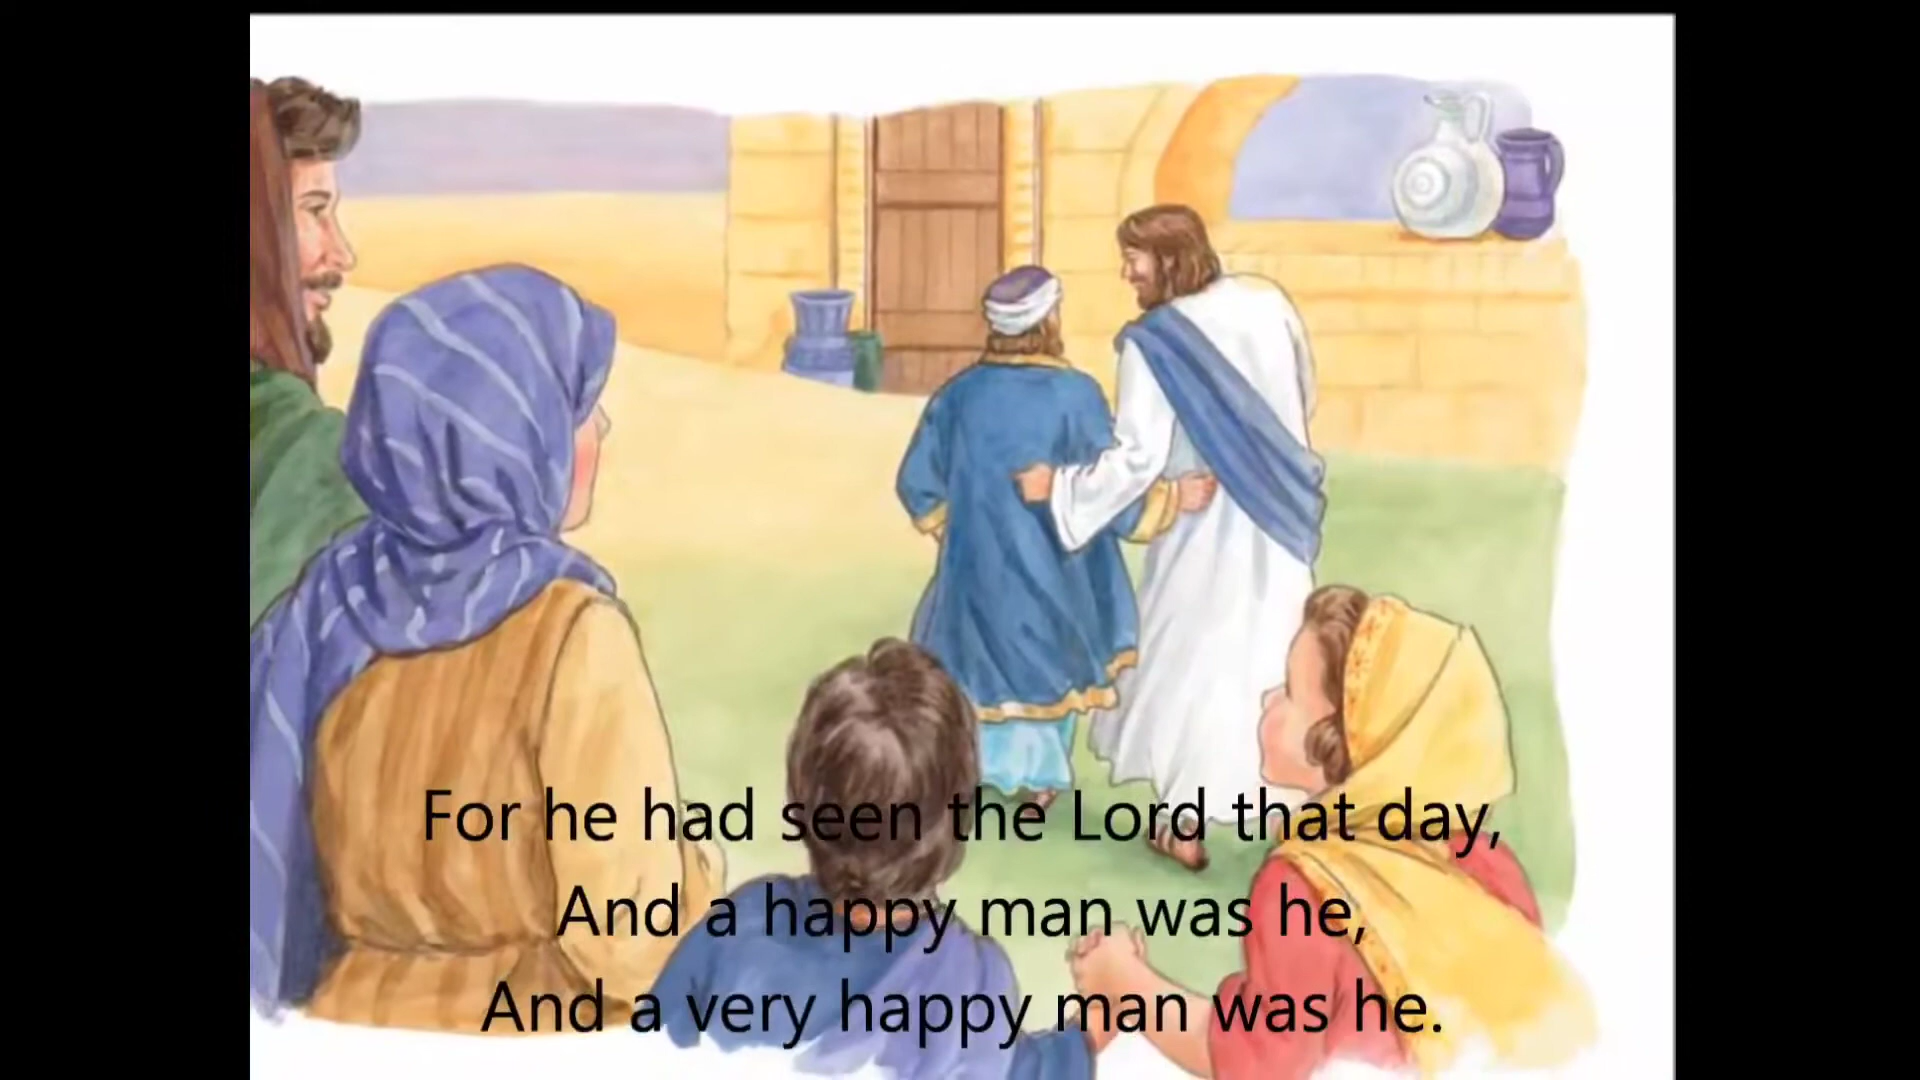 For he had seen the Lord that day,
And a happy man was he,
And a very happy man was he.